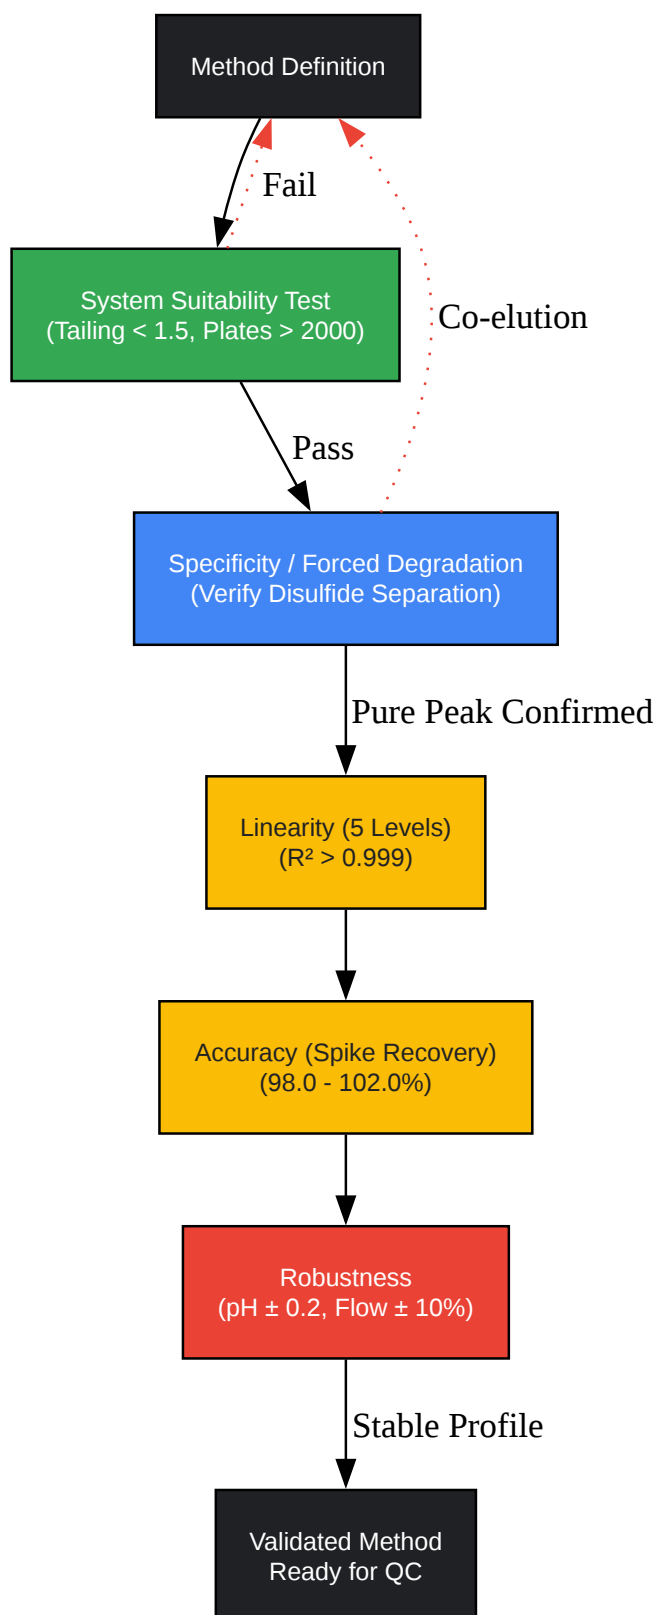 Method Definition
Fail
System Suitability Test
(Tailing < 1.5, Plates > 2000)
Co-elution
Pass
Specificity / Forced Degradation
(Verify Disulfide Separation)
Pure Peak Confirmed
Linearity (5 Levels)
(R² > 0.999)
Accuracy (Spike Recovery)
(98.0 - 102.0%)
Robustness
(pH ± 0.2, Flow ± 10%)
Stable Profile
Validated Method
Ready for QC